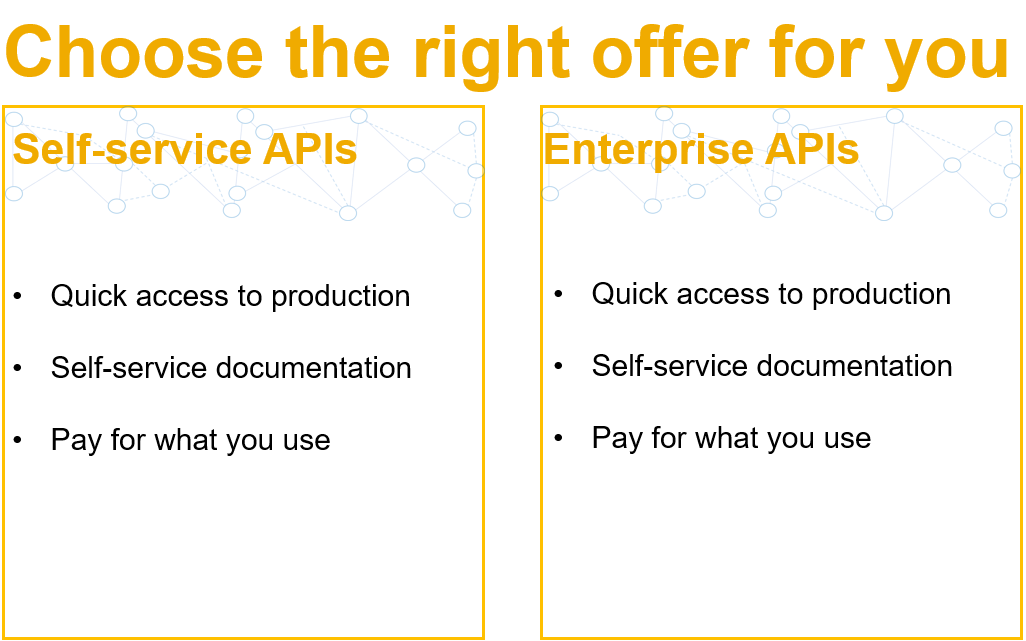 Choose the right offer for you
Self-service APIs
• Quick access to production
• Self-service documentation
• Pay for what you use
Enterprise APIs
• Quick access to production
• Self-service documentation
• Pay for what you use